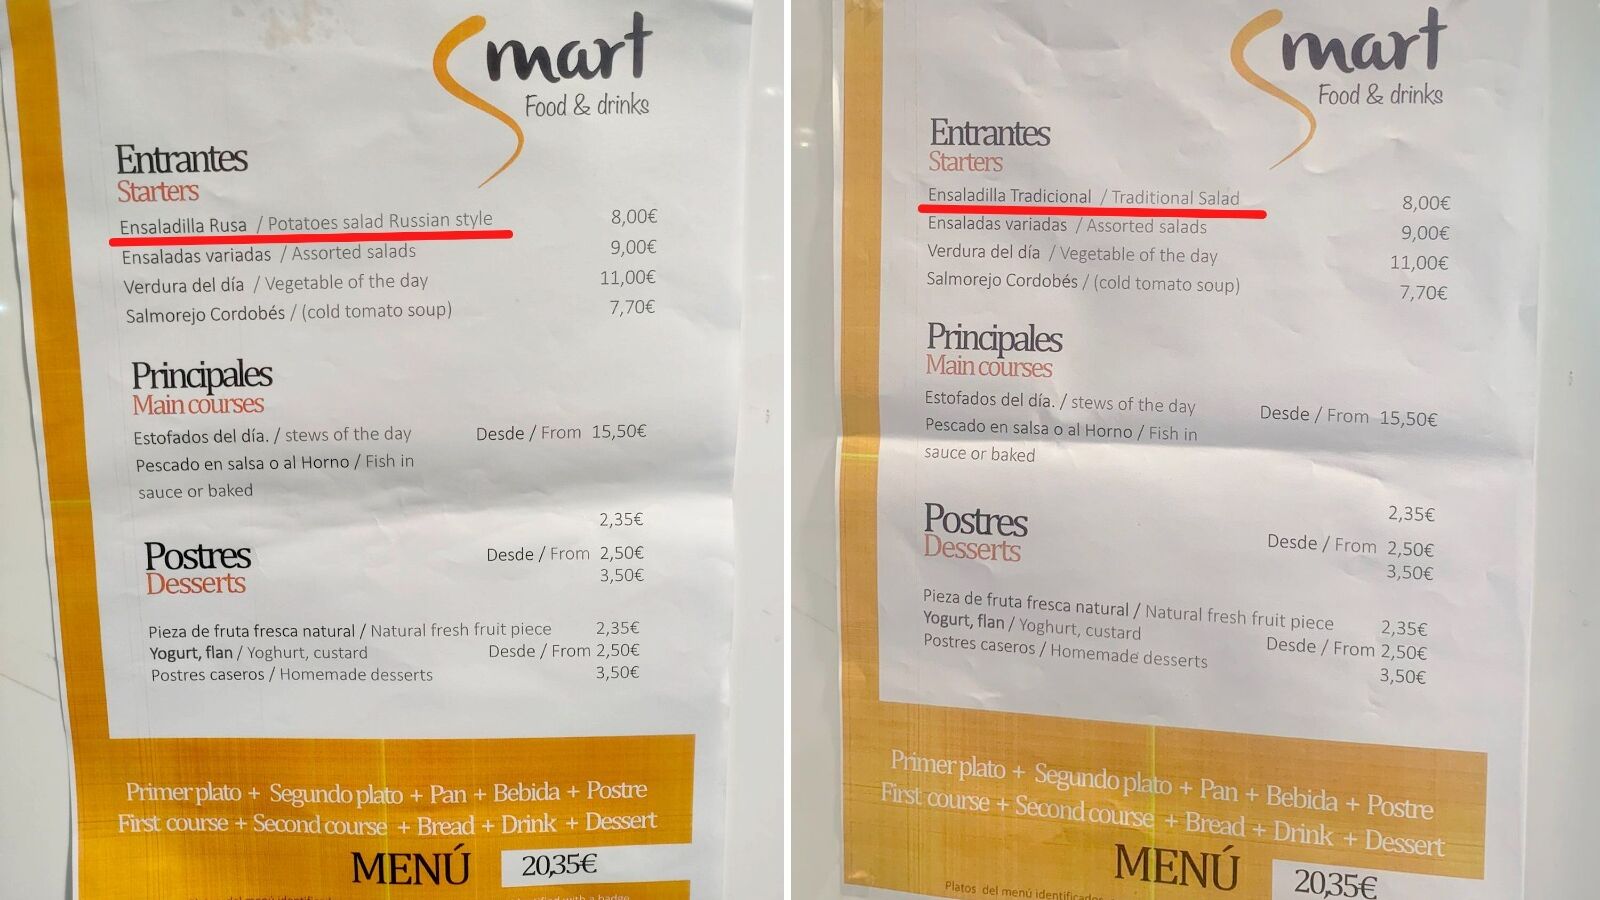 Smart
Food & drinks
Entrantes
Starters
Ensaladilla Rusa / Potatoes salad Russian style 8,00€
Ensaladas variadas / Assorted salads 9,00€
Verdura del día / Vegetable of the day 11,00€
Salmorejo Cordobés / (cold tomato soup) 7,70€
Principales
Main courses
Estofados del día. / stews of the day Desde / From 15,50€
Pescado en salsa o al Horno / Fish in
sauce or baked
2,35€
Postres Desde / From 2,50€
Desserts 3,50€
Pieza de fruta fresca natural / Natural fresh fruit piece 2,35€
Yogurt, flan / Yoghurt, custard Desde / From 2,50€
Postres caseros / Homemade desserts 3,50€
Primer plato + Segundo plato + Pan + Bebida + Postre
First course + Second course + Bread + Drink + Dessert
MENÚ 20,35€
Smart
Food & drinks
Entrantes
Starters
Ensaladilla Tradicional / Traditional Salad 8,00€
Ensaladas variadas / Assorted salads 9,00€
Verdura del día / Vegetable of the day 11,00€
Salmorejo Cordobés / (cold tomato soup) 7,70€
Principales
Main courses
Estofados del día. / stews of the day Desde / From 15,50€
Pescado en salsa o al Horno / Fish in
sauce or baked
2,35€
Postres Desde / From 2,50€
Desserts 3,50€
Pieza de fruta fresca natural / Natural fresh fruit piece 2,35€
Yogurt, flan / Yoghurt, custard Desde / From 2,50€
Postres caseros / Homemade desserts 3,50€
Primer plato + Segundo plato + Pan + Bebida + Postre
First course + Second course + Bread + Drink + Dessert
MENÚ 20,35€
Platos del menú